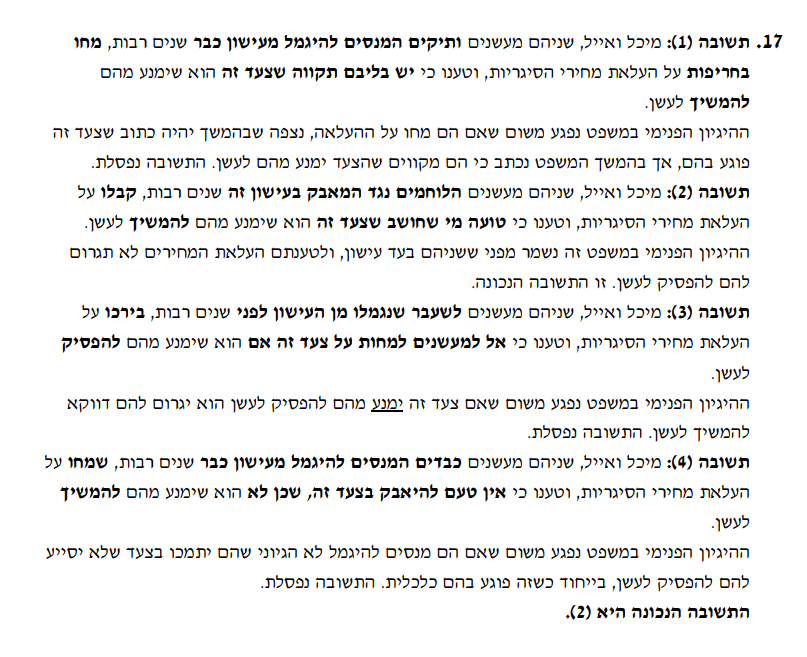 17. תשובה (1): מיכל ואייל, שניהם מעשנים ותיקים המנסים להיגמל מעישון כבר שנים רבות, מחו
בחריפות על העלאת מחירי הסיגריות, וטענו כי יש בליבם תקווה שצעד זה הוא שימנע מהם
להמשיך לעשן.
ההיגיון הפנימי במשפט נפגע משום שאם הם מחו על ההעלאה, נצפה שבהמשך יהיה כתוב שצעד זה
פוגע בהם, אך בהמשך המשפט נכתב כי הם מקווים שהצעד ימנע מהם לעשן. התשובה נפסלת.
תשובה (2): מיכל ואייל, שניהם מעשנים הלוחמים נגד המאבק בעישון זה שנים רבות, קבלו על
העלאת מחירי הסיגריות, וטענו כי טועה מי שחושב שצעד זה הוא שימנע מהם להמשיך לעשן.
ההיגיון הפנימי במשפט זה נשמר מפני ששניהם בעד עישון, ולטענתם העלאת המחירים לא תגרום
להם להפסיק לעשן. זו התשובה הנכונה.
תשובה (3): מיכל ואייל, שניהם מעשנים לשעבר שנגמלו מן העישון לפני שנים רבות, בירכו על
העלאת מחירי הסיגריות, וטענו כי אל למעשנים למחות על צעד זה אם הוא שימנע מהם להפסיק
לעשן.
ההיגיון הפנימי במשפט נפגע משום שאם צעד זה ימנע מהם להפסיק לעשן הוא יגרום להם דווקא
להמשיך לעשן. התשובה נפסלת.
תשובה (4): מיכל ואייל, שניהם מעשנים כבדים המנסים להיגמל מעישון כבר שנים רבות, שמחו על
העלאת מחירי הסיגריות, וטענו כי אין טעם להיאבק בצעד זה, שכן לא הוא שימנע מהם להמשיך
לעשן.
ההיגיון הפנימי במשפט נפגע משום שאם הם מנסים להיגמל לא הגיוני שהם יתמכו בצעד שלא יסייע
להם להפסיק לעשן, בייחוד כשזה פוגע בהם כלכלית. התשובה נפסלת.
התשובה הנכונה היא (2).